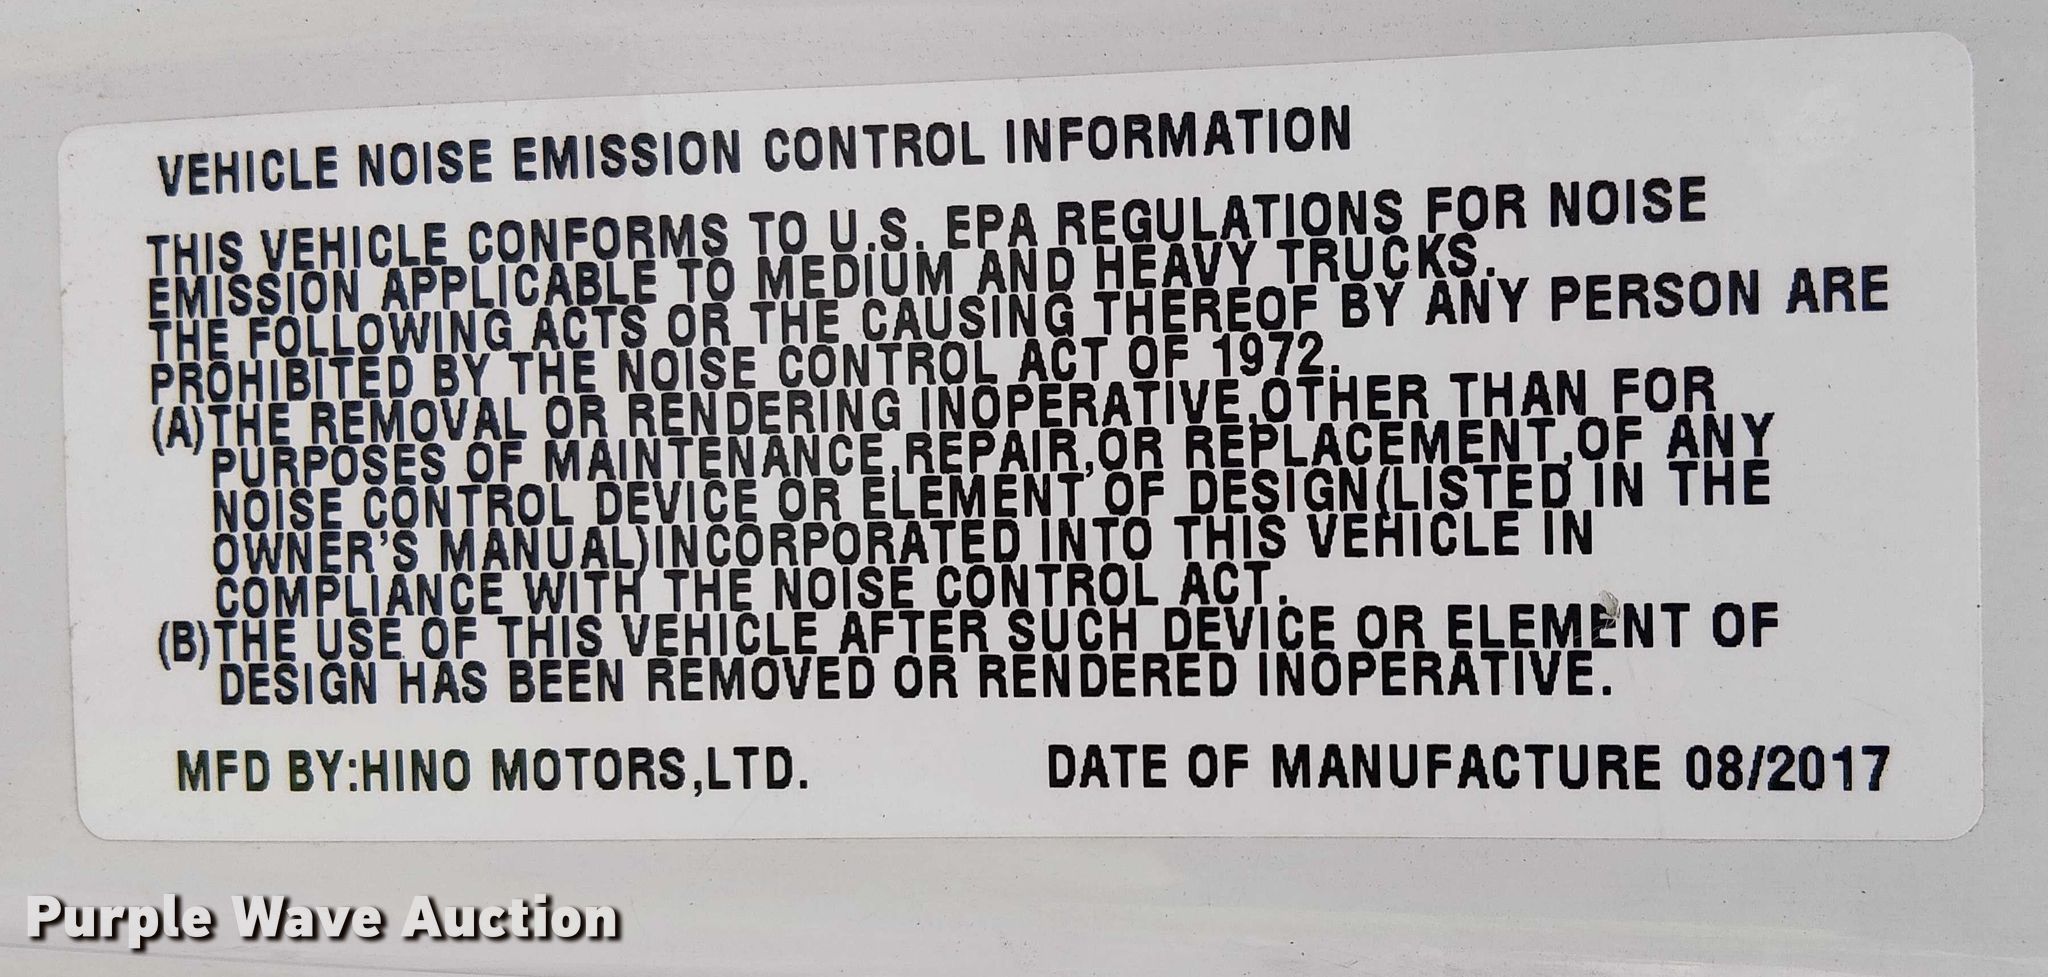 VEHICLE NOISE EMISSION CONTROL INFORMATION
THIS VEHICLE CONFORMS TO U.S. EPA REGULATIONS FOR NOISE
EMISSION APPLICABLE TO MEDIUM AND HEAVY TRUCKS.
THE FOLLOWING ACTS OR THE CAUSING THEREOF BY ANY PERSON ARE
PROHIBITED BY THE NOISE CONTROL ACT OF 1972.
(A)THE REMOVAL OR RENDERING INOPERATIVE,OTHER THAN FOR
PURPOSES OF MAINTENANCE,REPAIR,OR REPLACEMENT,OF ANY
NOISE CONTROL DEVICE OR ELEMENT OF DESIGN(LISTED IN THE
OWNER'S MANUAL)INCORPORATED INTO THIS VEHICLE IN
COMPLIANCE WITH THE NOISE CONTROL ACT.
(B)THE USE OF THIS VEHICLE AFTER SUCH DEVICE OR ELEMENT OF
DESIGN HAS BEEN REMOVED OR RENDERED INOPERATIVE.
MFD BY:HINO MOTORS,LTD. DATE OF MANUFACTURE 08/2017
Purple Wave Auction